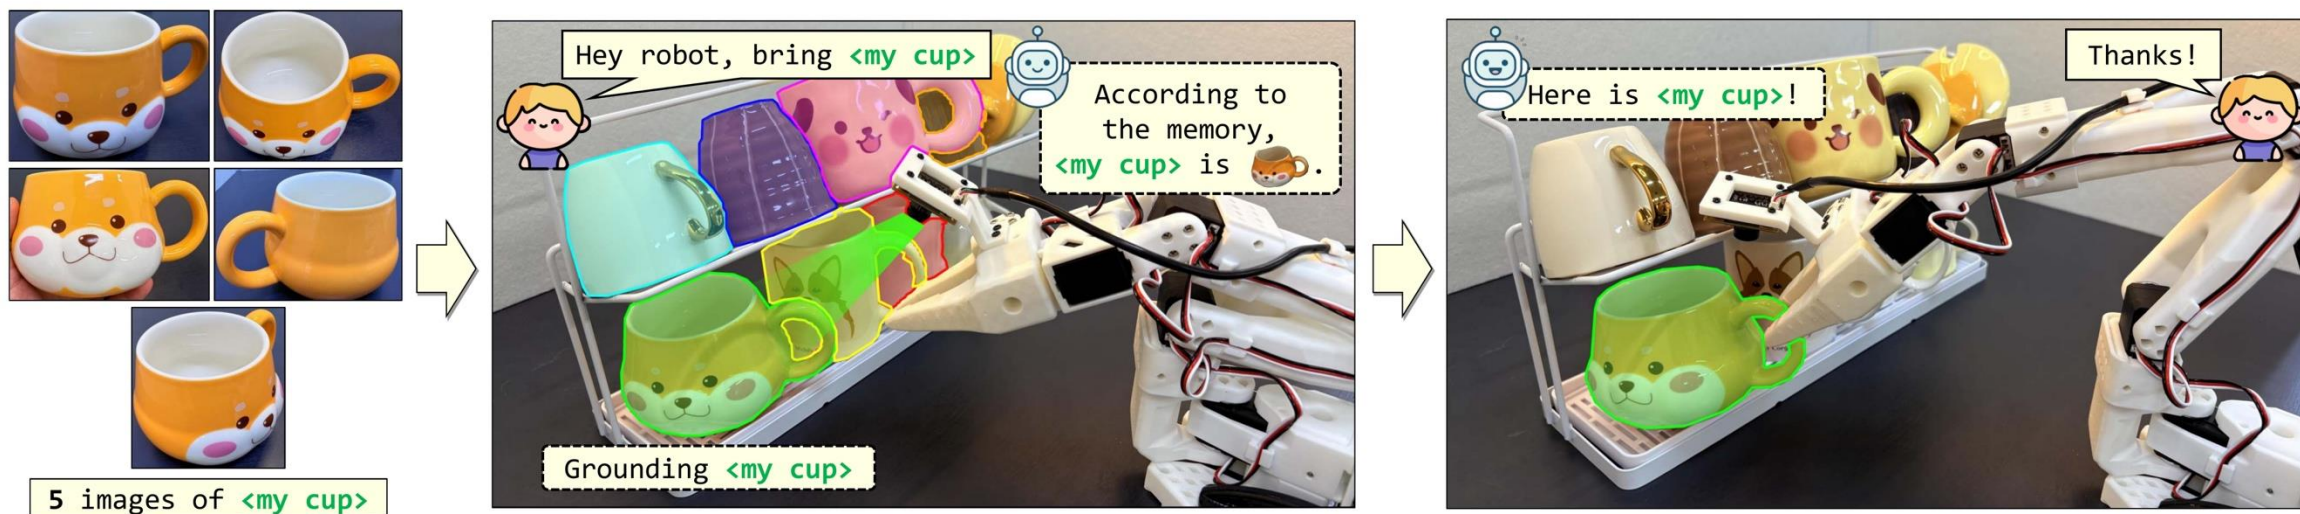 5 images of <my cup>
Hey robot, bring <my cup>
According to
the memory,
<my cup> is .
Grounding <my cup>
Here is <my cup>!
Thanks!